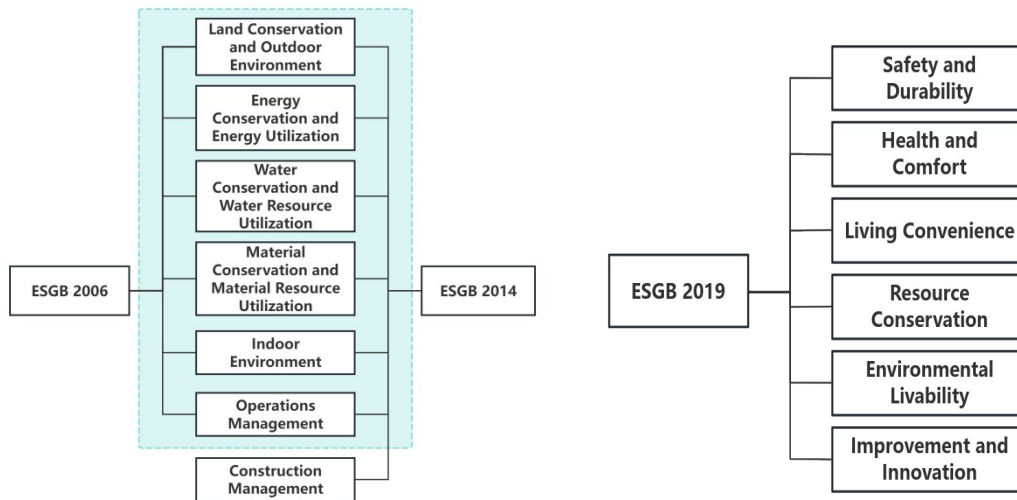 Land Conservation
and Outdoor
Environment
Energy
Conservation and
Energy Utilization
Water
Conservation and
Water Resource
Utilization
Material
Conservation and
Material Resource
Utilization
Indoor
Environment
Operations
Management
Construction
Management
ESGB 2006
ESGB 2014
ESGB 2019
Safety and
Durability
Health and
Comfort
Living Convenience
Resource
Conservation
Environmental
Livability
Improvement and
Innovation